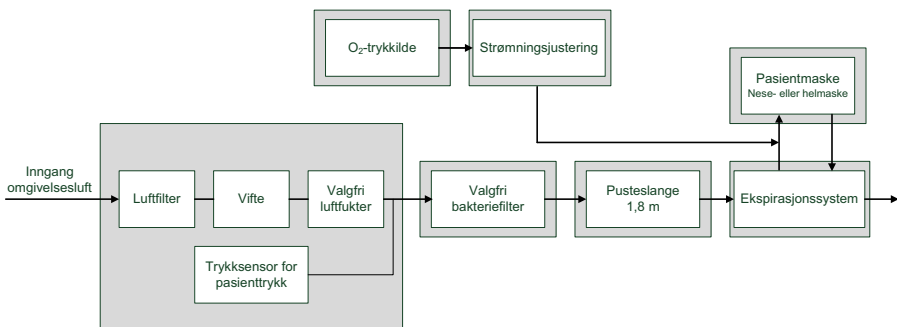 O₂-trykkilde
Strømningsjustering
Pasientmaske
Nese- eller helmaske
Inngang
omgivelsesluft
Luftfilter
Vifte
Valgfri
luftfukter
Valgfri
bakteriefilter
Pusteslange
1,8 m
Ekspirasjonssystem
Trykksensor for
pasienttrykk